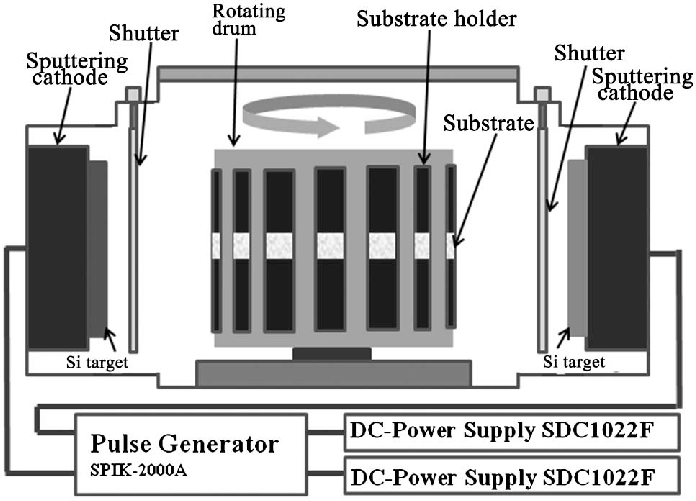 Rotating
drum
Substrate holder
Shutter
Shutter
Sputtering
cathode
Sputtering
cathode
Substrate
Si target
Si target
Pulse Generator
SPIK-2000A
DC-Power Supply SDC1022F
DC-Power Supply SDC1022F